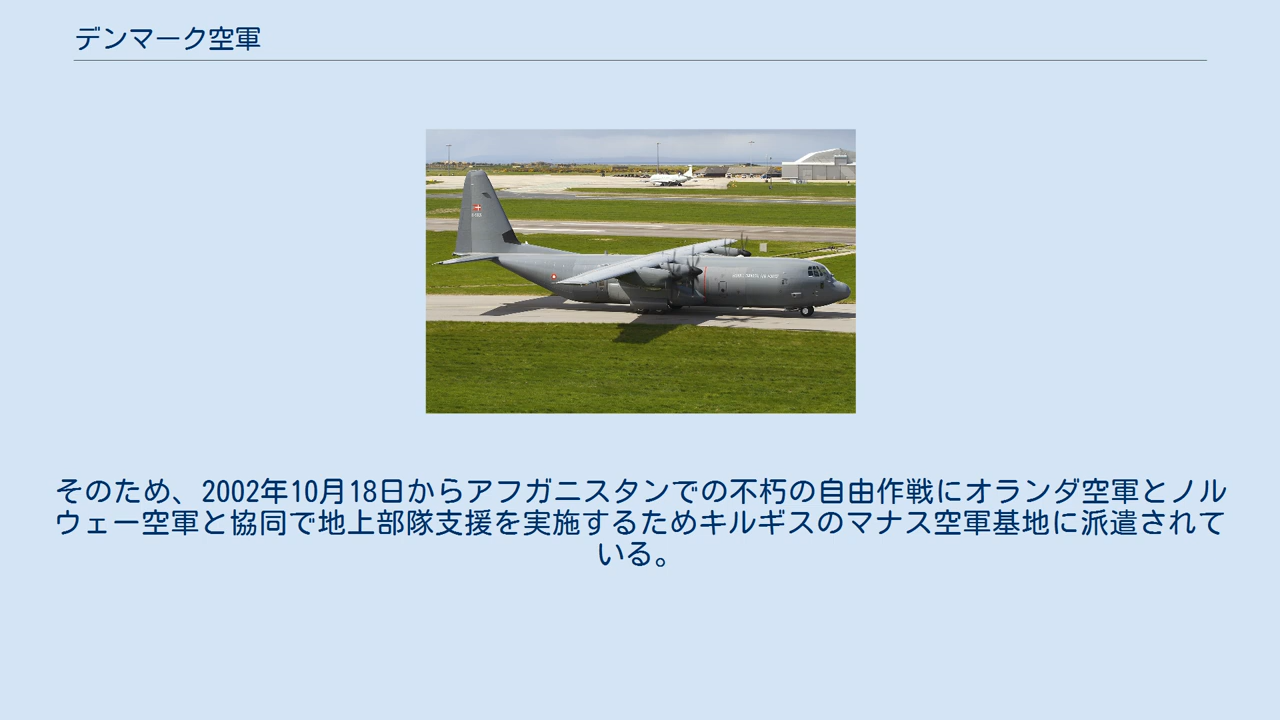 デンマーク空軍
そのため、2002年10月18日からアフガニスタンでの不朽の自由作戦にオランダ空軍とノル
ウェー空軍と協同で地上部隊支援を実施するためキルギスのマナス空軍基地に派遣されて
いる。